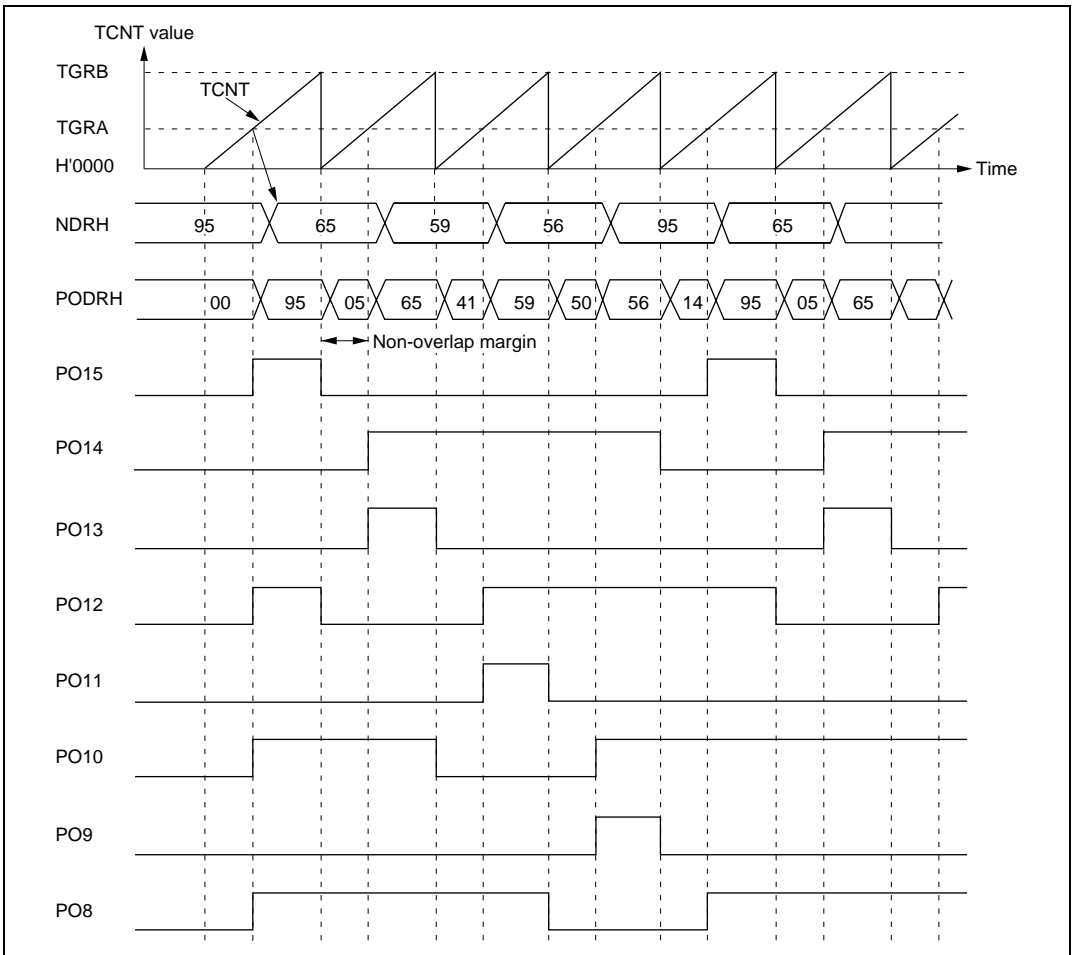 TCNT value
TGRB
TCNT
TGRA
H'0000
Time
NDRH 95 65 59 56 95 65
PODRH 00 95 05 65 41 59 50 56 14 95 05 65
Non-overlap margin
PO15
PO14
PO13
PO12
PO11
PO10
PO9
PO8